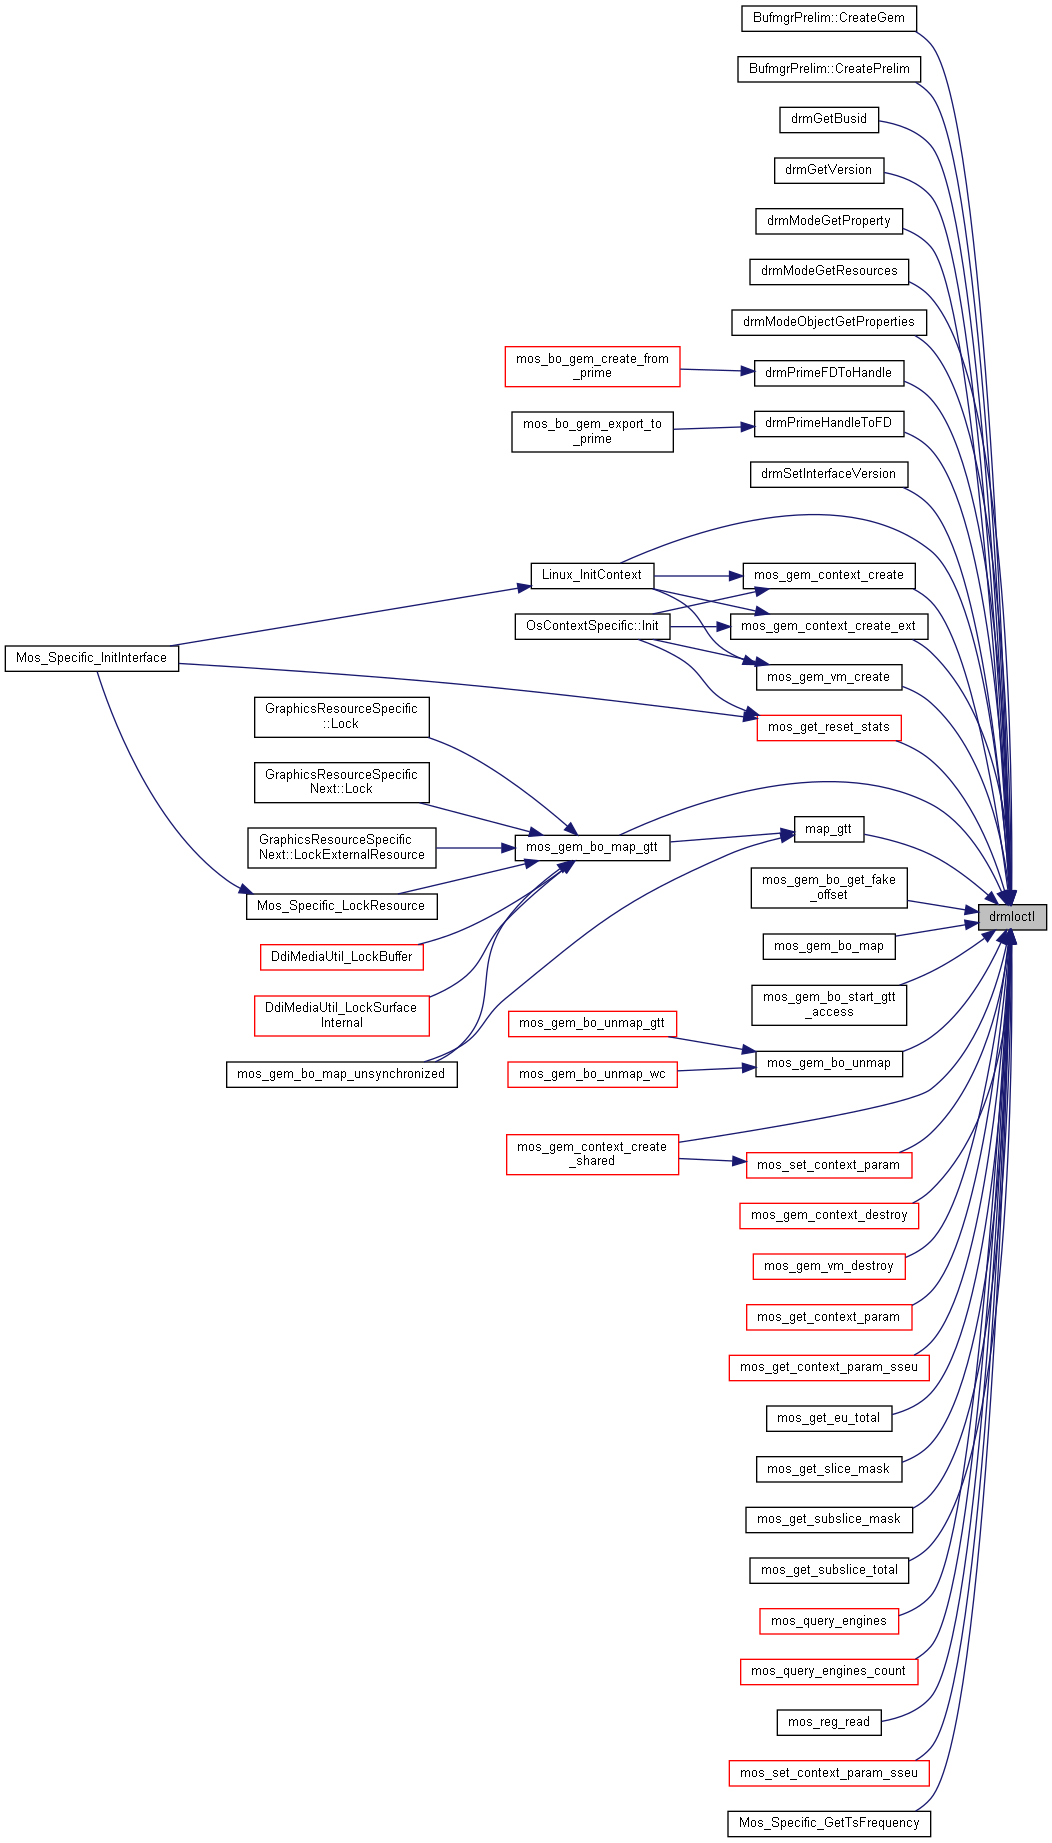 BufmgrPrelim::CreateGem
BufmgrPrelim::CreatePrelim
drmGetBusid
drmGetVersion
drmModeGetProperty
drmModeGetResources
drmModeObjectGetProperties
mos_bo_gem_create_from
_prime
drmPrimeFDToHandle
mos_bo_gem_export_to
_prime
drmPrimeHandleToFD
drmSetInterfaceVersion
Linux_InitContext
mos_gem_context_create
OsContextSpecific::Init
mos_gem_context_create_ext
Mos_Specific_InitInterface
mos_gem_vm_create
GraphicsResourceSpecific
::Lock
mos_get_reset_stats
GraphicsResourceSpecific
Next::Lock
GraphicsResourceSpecific
Next::LockExternalResource
mos_gem_bo_map_gtt
map_gtt
mos_gem_bo_get_fake
_offset
Mos_Specific_LockResource
drmIoctl
DdiMediaUtil_LockBuffer
mos_gem_bo_map
DdiMediaUtil_LockSurface
Internal
mos_gem_bo_start_gtt
_access
mos_gem_bo_unmap_gtt
mos_gem_bo_map_unsynchronized
mos_gem_bo_unmap_wc
mos_gem_bo_unmap
mos_gem_context_create
_shared
mos_set_context_param
mos_gem_context_destroy
mos_gem_vm_destroy
mos_get_context_param
mos_get_context_param_sseu
mos_get_eu_total
mos_get_slice_mask
mos_get_subslice_mask
mos_get_subslice_total
mos_query_engines
mos_query_engines_count
mos_reg_read
mos_set_context_param_sseu
Mos_Specific_GetTsFrequency